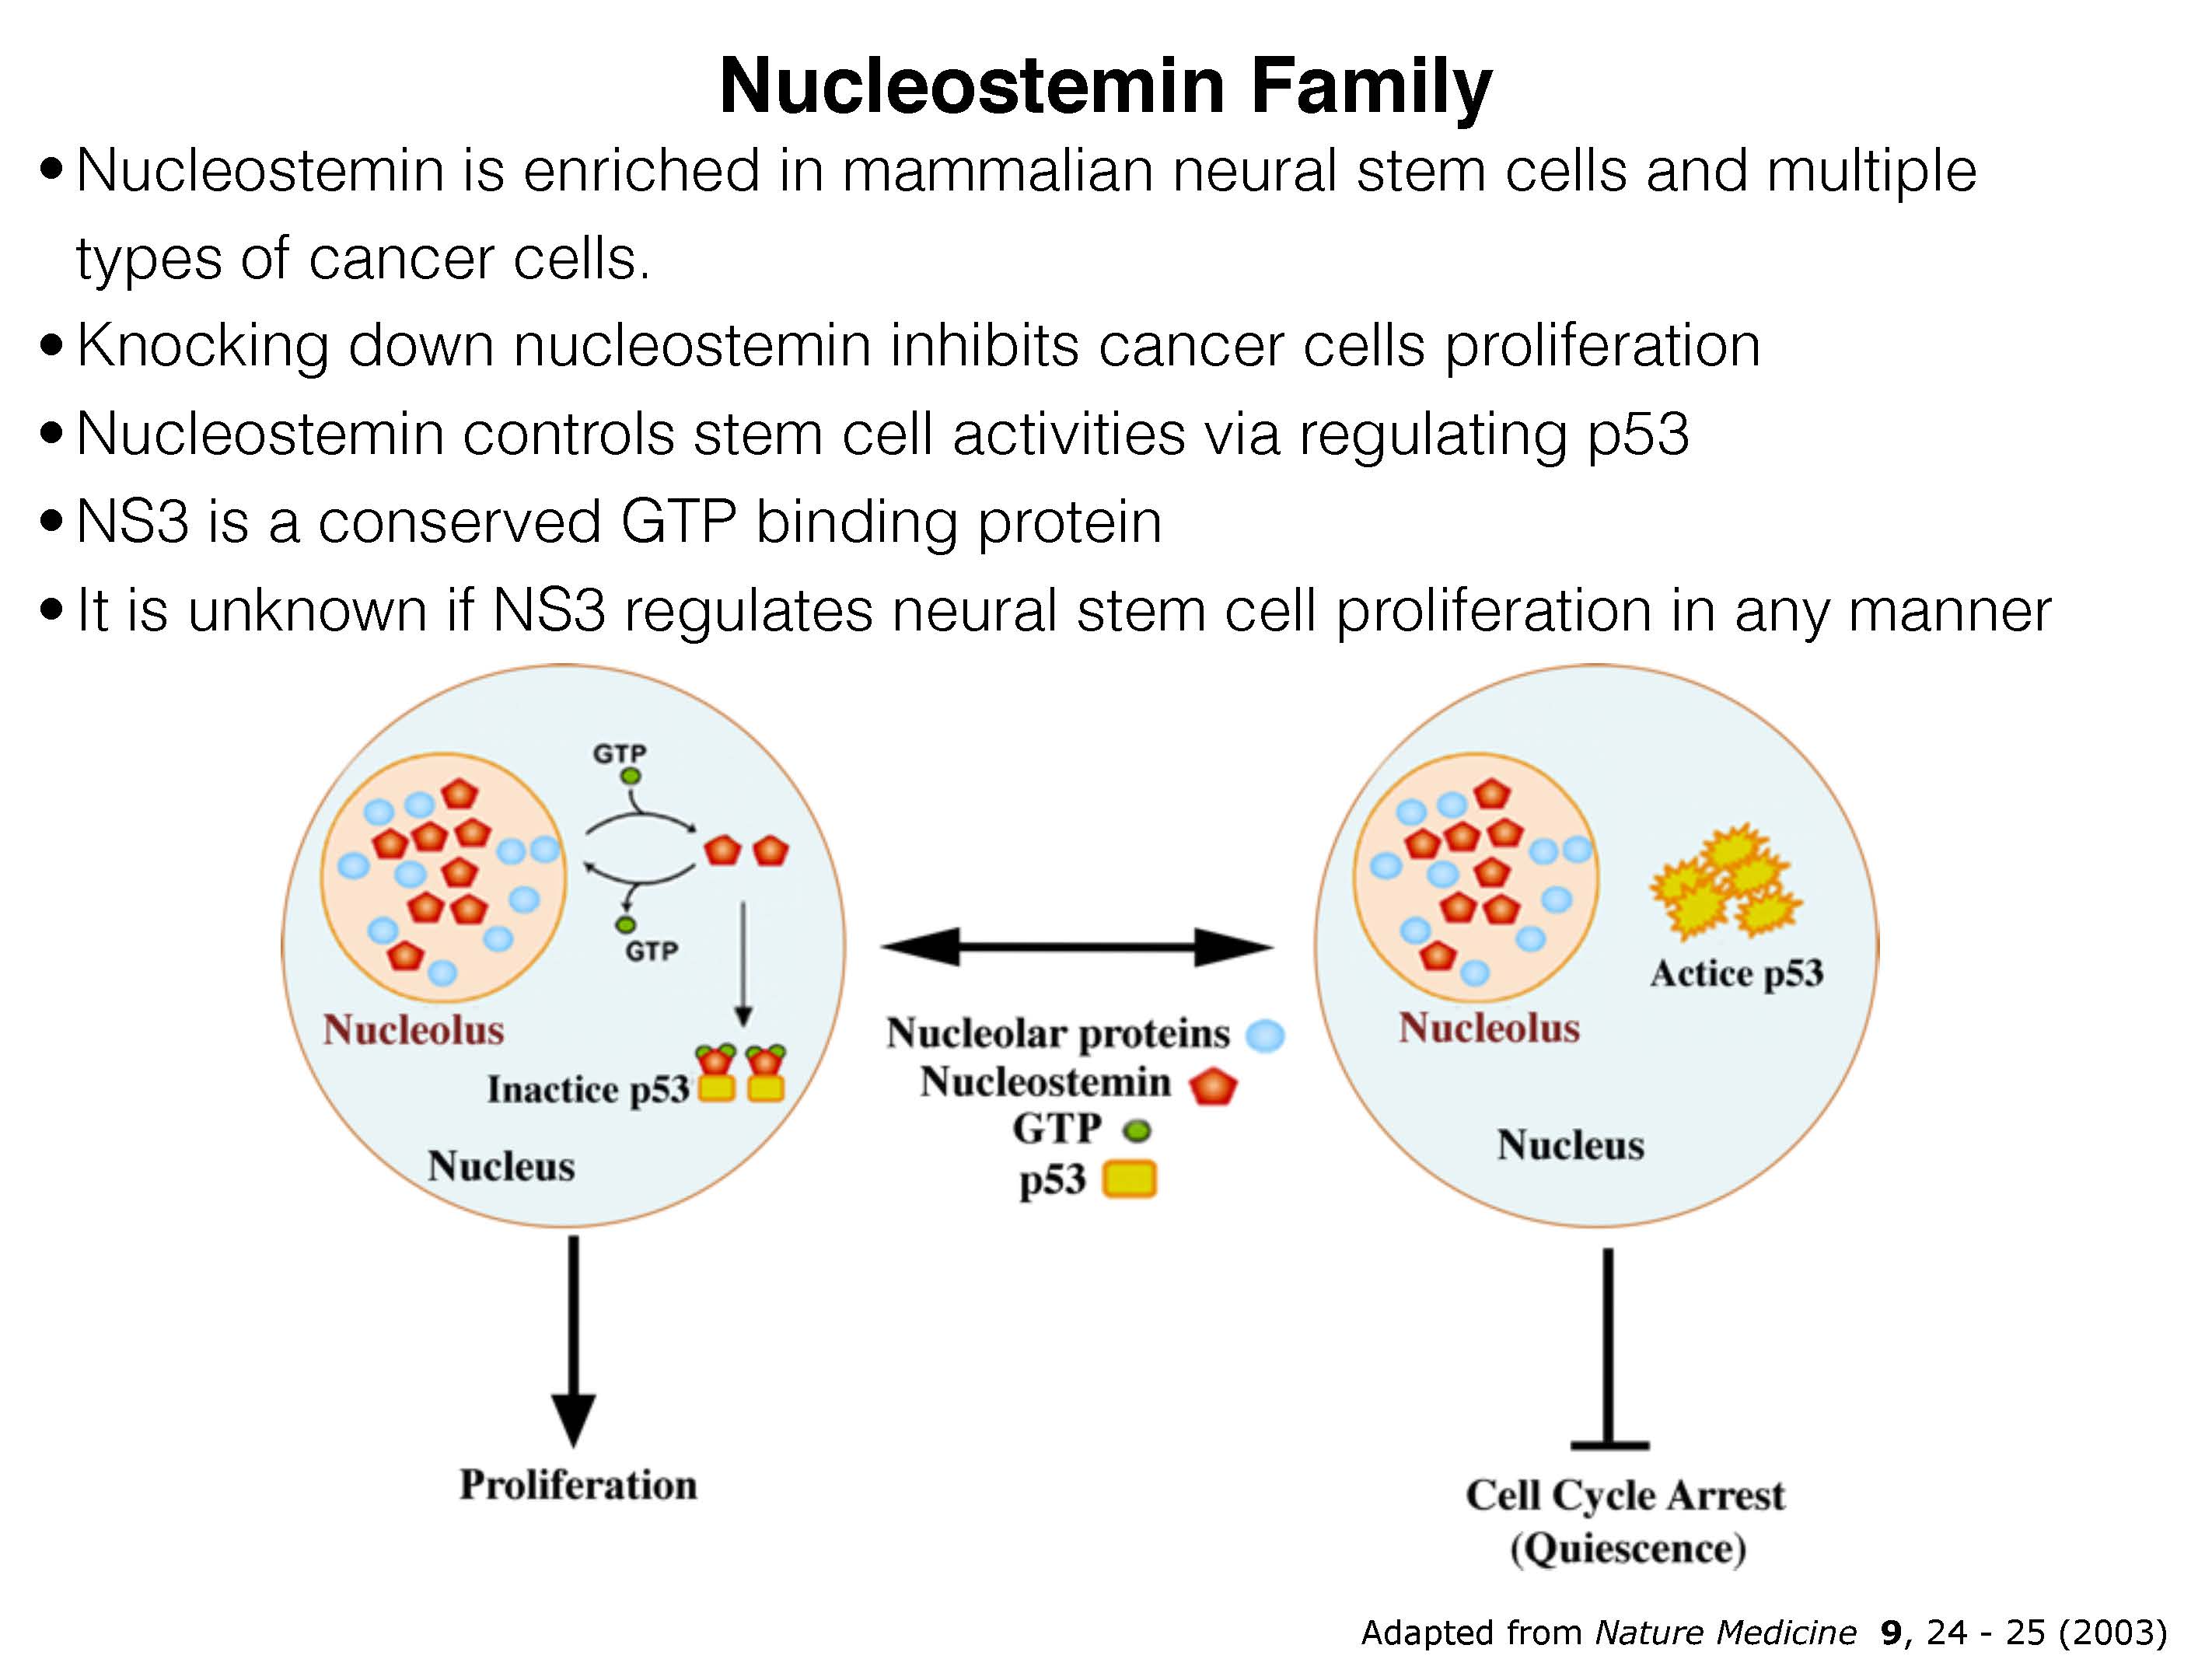 Nucleostemin Family
• Nucleostemin is enriched in mammalian neural stem cells and multiple
types of cancer cells.
• Knocking down nucleostemin inhibits cancer cells proliferation
• Nucleostemin controls stem cell activities via regulating p53
• NS3 is a conserved GTP binding protein
• It is unknown if NS3 regulates neural stem cell proliferation in any manner
GTP
GTP
Nucleolus
Inactice p53
Nucleus
Proliferation
Nucleolar proteins
Nucleostemin
GTP
p53
Actice p53
Nucleolus
Nucleus
Cell Cycle Arrest
(Quiescence)
Adapted from Nature Medicine 9, 24 - 25 (2003)